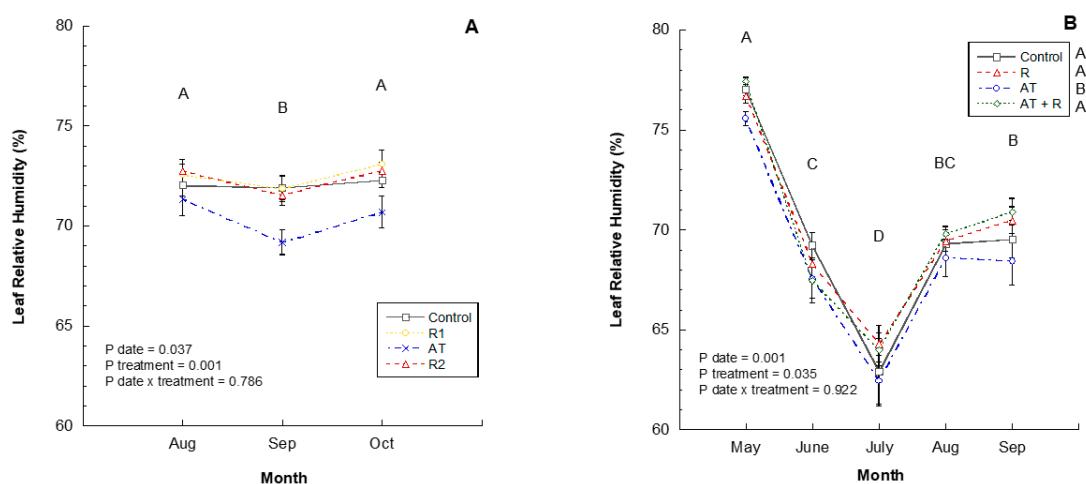 A
80
75
70
65
60
Leaf Relative Humidity (%)
A
B
A
Control
R1
AT
R2
P date = 0.037
P treatment = 0.001
P date x treatment = 0.786
Aug
Sep
Oct
Month
B
80
75
70
65
60
Leaf Relative Humidity (%)
A
C
D
BC
B
Control A
R A
AT B
AT + R A
P date = 0.001
P treatment = 0.035
P date x treatment = 0.922
May
June
July
Aug
Sep
Month